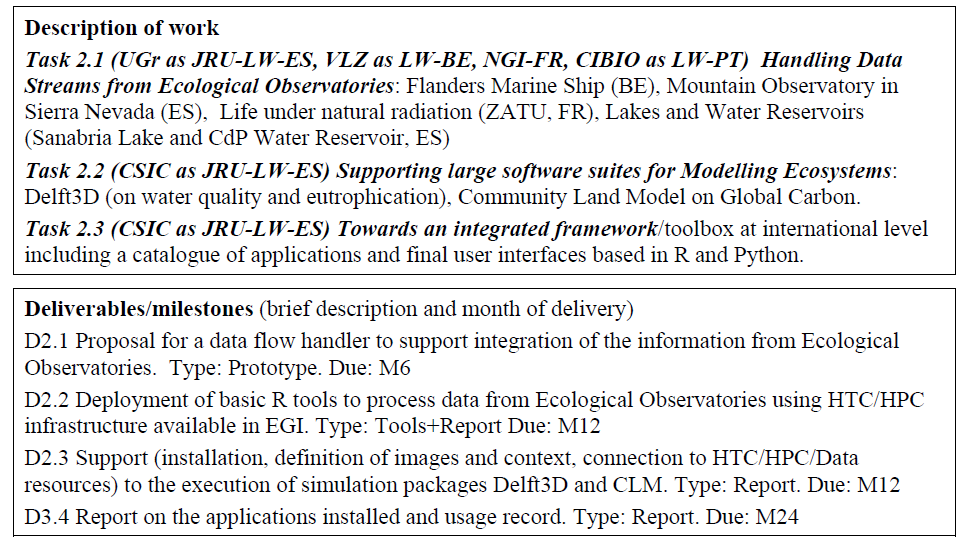 Description of work
Task 2.1 (UGr as JRU-LW-ES, VLZ as LW-BE, NGI-FR, CIBIO as LW-PT) Handling Data
Streams from Ecological Observatories: Flanders Marine Ship (BE), Mountain Observatory in
Sierra Nevada (ES), Life under natural radiation (ZATU, FR), Lakes and Water Reservoirs
(Sanabria Lake and CdP Water Reservoir, ES)
Task 2.2 (CSIC as JRU-LW-ES) Supporting large software suites for Modelling Ecosystems:
Delft3D (on water quality and eutrophication), Community Land Model on Global Carbon.
Task 2.3 (CSIC as JRU-LW-ES) Towards an integrated framework/toolbox at international level
including a catalogue of applications and final user interfaces based in R and Python.
Deliverables/milestones (brief description and month of delivery)
D2.1 Proposal for a data flow handler to support integration of the information from Ecological
Observatories. Type: Prototype. Due: M6
D2.2 Deployment of basic R tools to process data from Ecological Observatories using HTC/HPC
infrastructure available in EGI. Type: Tools+Report Due: M12
D2.3 Support (installation, definition of images and context, connection to HTC/HPC/Data
resources) to the execution of simulation packages Delft3D and CLM. Type: Report. Due: M12
D3.4 Report on the applications installed and usage record. Type: Report. Due: M24